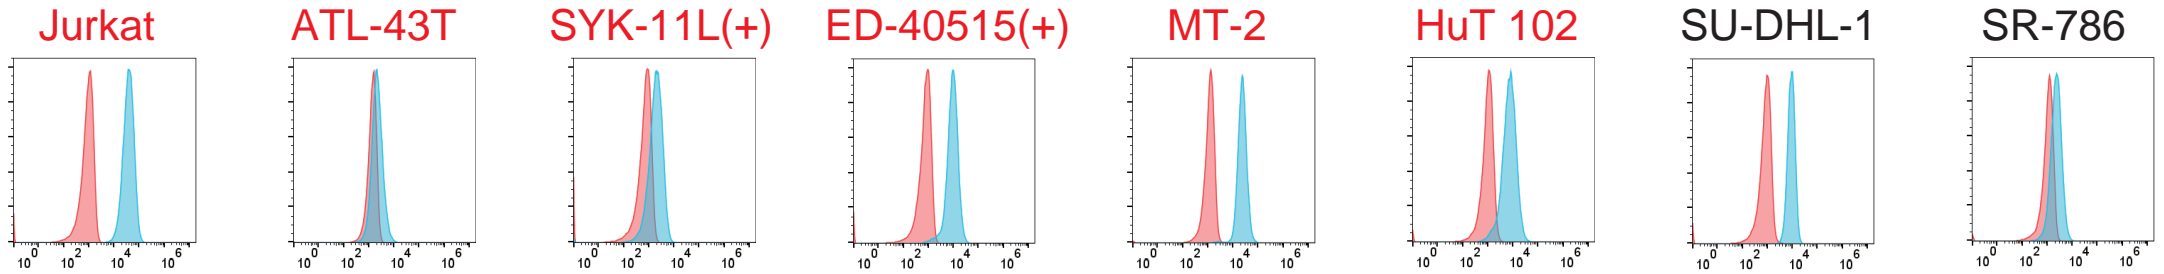 Jurkat ATL-43T SYK-11L(+) ED-40515(+) MT-2 HuT 102 SU-DHL-1 SR-786
10^0 10^2 10^4 10^6 10^0 10^2 10^4 10^6 10^0 10^2 10^4 10^6 10^0 10^2 10^4 10^6 10^0 10^2 10^4 10^6 10^0 10^2 10^4 10^6 10^0 10^2 10^4 10^6 10^0 10^2 10^4 10^6